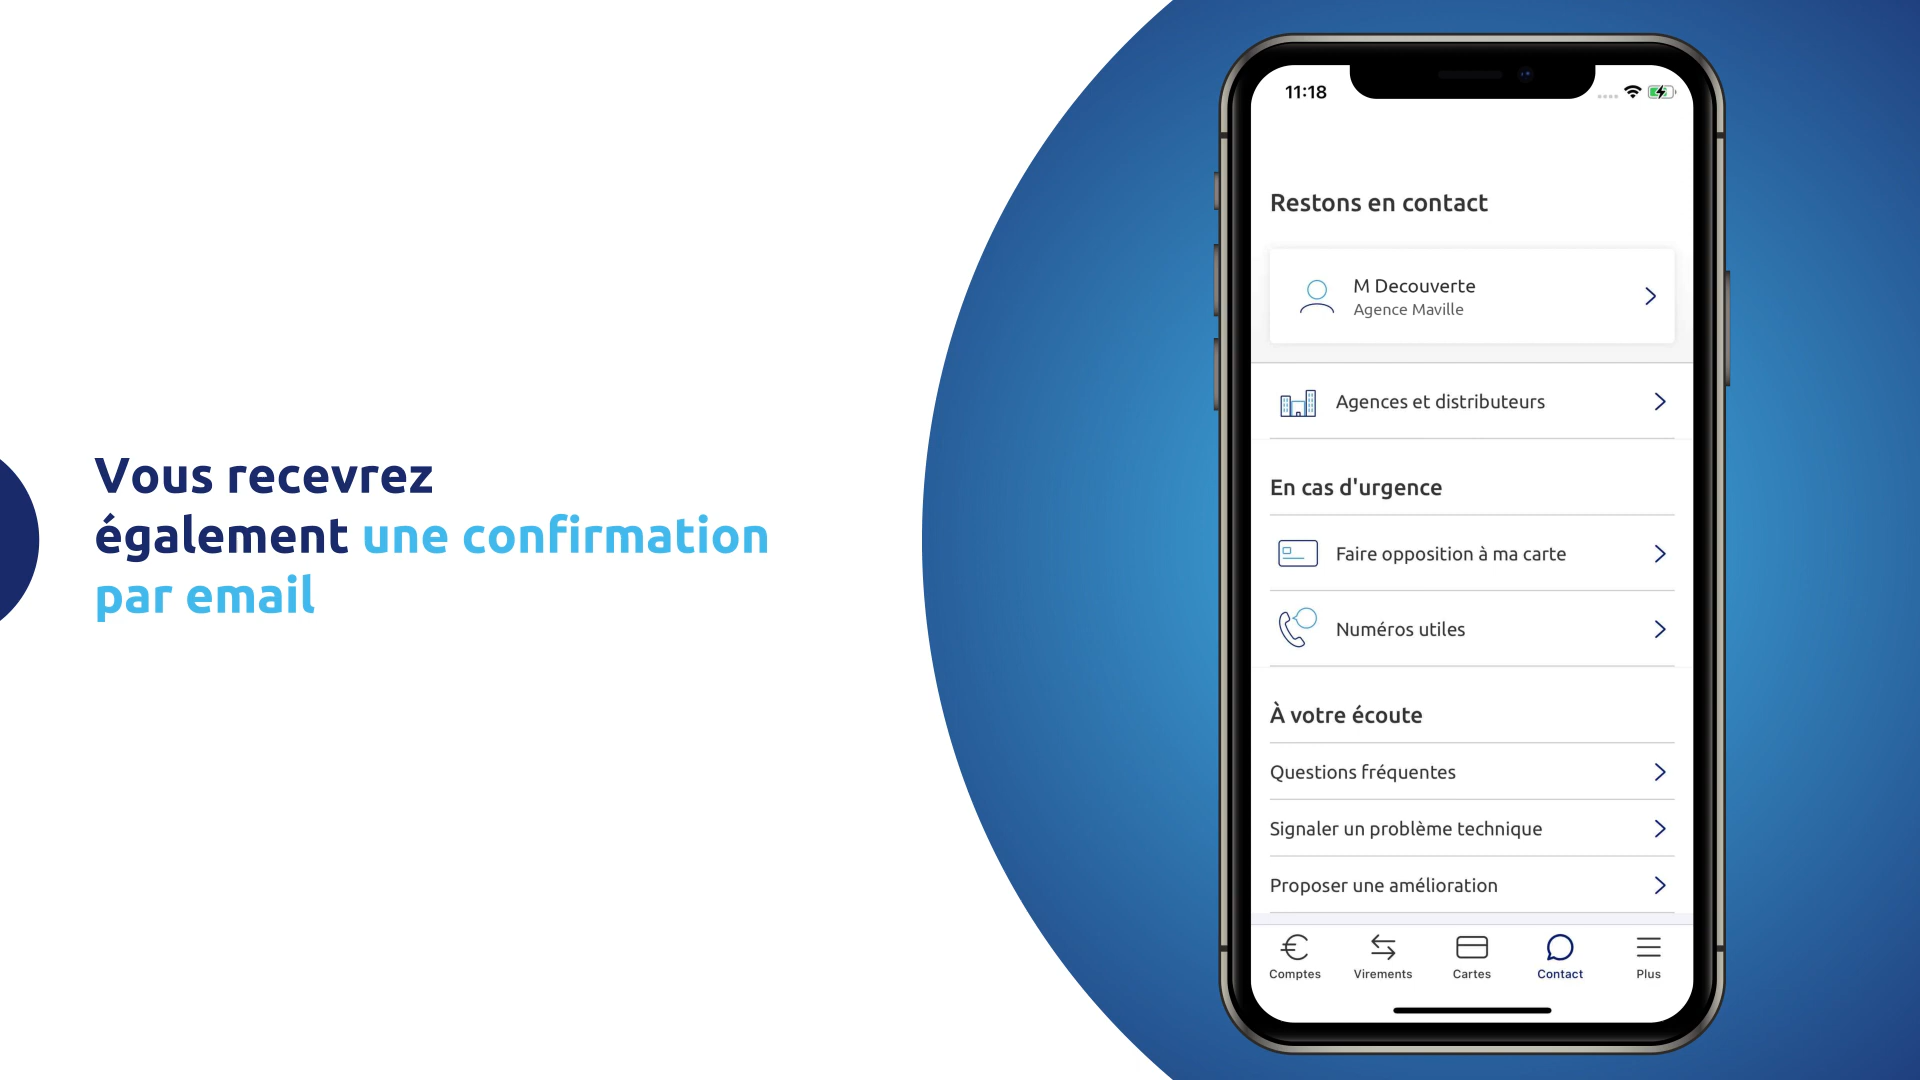 Vous recevrez
également une confirmation
par email
11:18
Restons en contact
M Decouverte
Agence Maville
Agences et distributeurs
En cas d'urgence
Faire opposition à ma carte
Numéros utiles
À votre écoute
Questions fréquentes
Signaler un problème technique
Proposer une amélioration
Comptes Virements Cartes Contact Plus